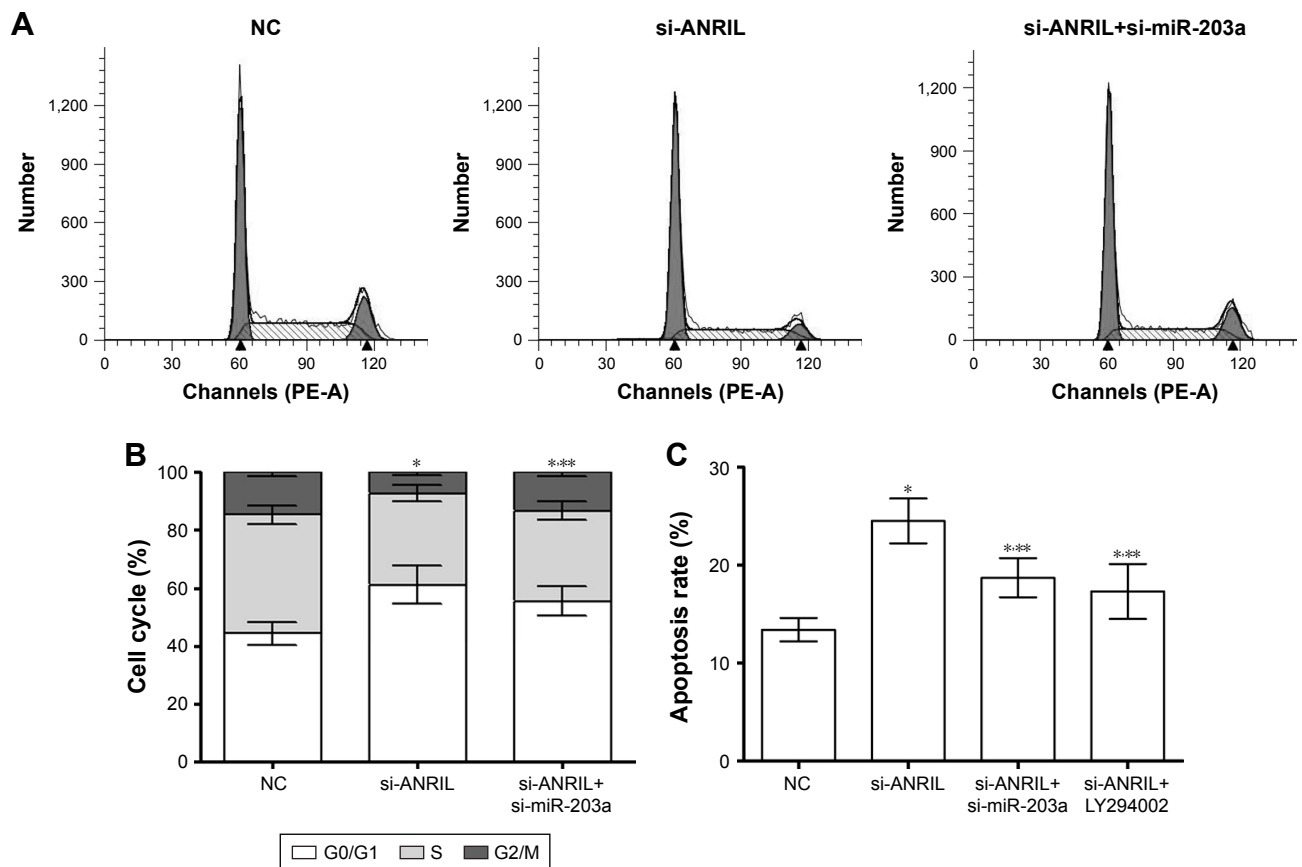 A
NC
si-ANRIL
si-ANRIL+si-miR-203a
Number
1,200
900
600
300
0
0 30 60 90 120
Channels (PE-A)
Number
1,200
900
600
300
0
0 30 60 90 120
Channels (PE-A)
Number
1,200
900
600
300
0
0 30 60 90 120
Channels (PE-A)
B
Cell cycle (%)
100
80
60
40
20
0
*
*,**
NC
si-ANRIL
si-ANRIL+
si-miR-203a
G0/G1 S G2/M
C
Apoptosis rate (%)
30
20
10
0
*
*,**
*,**
NC
si-ANRIL
si-ANRIL+
si-miR-203a
si-ANRIL+
LY294002